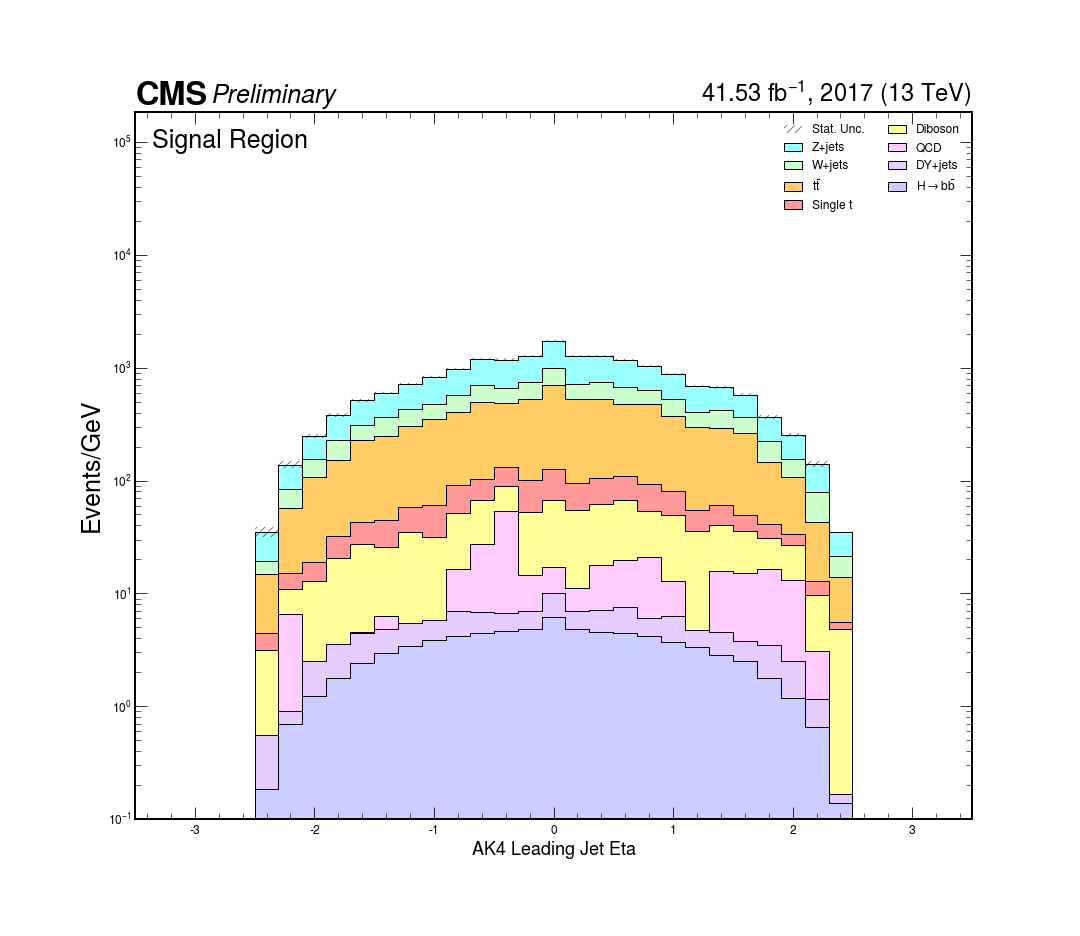 CMS Preliminary
41.53 fb⁻¹, 2017 (13 TeV)
Signal Region
Stat. Unc.
Z+jets
W+jets
tt̄
Single t
Diboson
QCD
DY+jets
H→bb̄
Events/GeV
10⁵
10⁴
10³
10²
10¹
10⁰
10⁻¹
-3 -2 -1 0 1 2 3
AK4 Leading Jet Eta